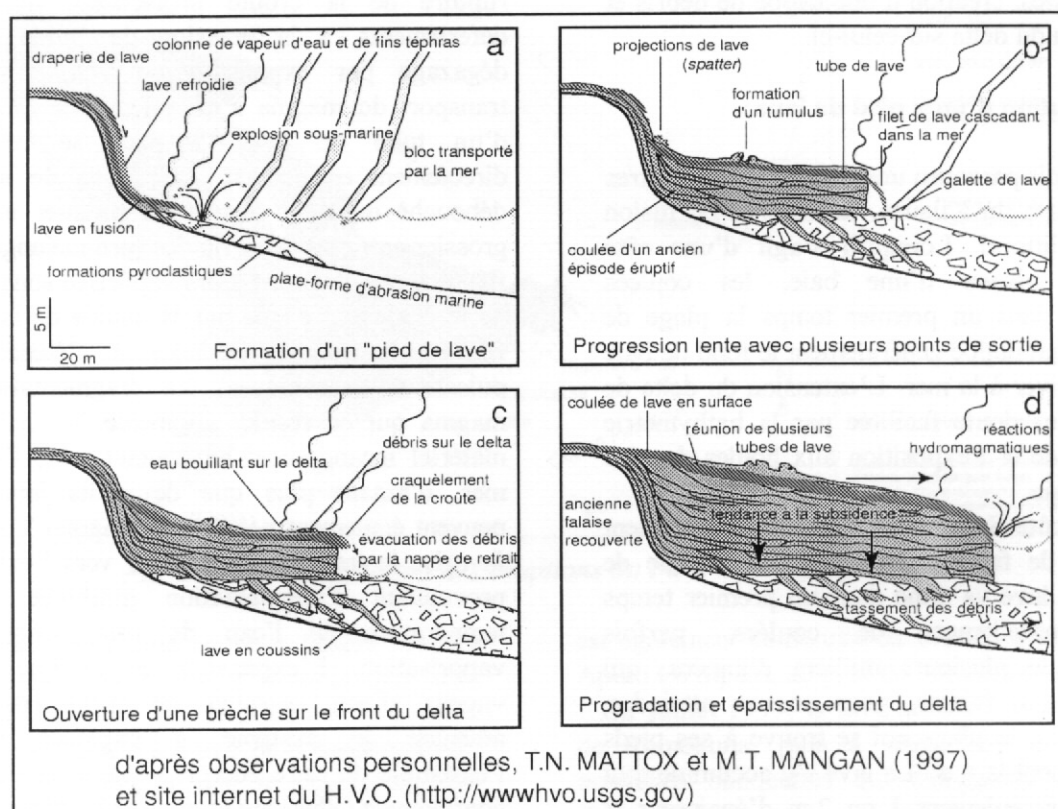 a
colonne de vapeur d'eau et de fins téphras
draperie de lave
lave refroidie
explosion sous-marine
bloc transporté
par la mer
lave en fusion
formations pyroclastiques
plate-forme d'abrasion marine
5 m
20 m
Formation d'un "pied de lave"
b
projections de lave
(spatter)
tube de lave
formation
d'un tumulus
filet de lave cascadant
dans la mer
galette de lave
coulée d'un ancien
épisode éruptif
Progression lente avec plusieurs points de sortie
c
débris sur le delta
eau bouillant sur le delta
craquèlement
de la croûte
évacuation des débris
par la nappe de retrait
lave en coussins
Ouverture d'une brèche sur le front du delta
d
coulée de lave en surface
réunion de plusieurs
tubes de lave
réactions
hydromagmatiques
ancienne
falaise
recouverte
tendance à la subsidence
tassement des débris
Progradation et épaississement du delta
d'après observations personnelles, T.N. MATTOX et M.T. MANGAN (1997)
et site internet du H.V.O. (http://wwwhvo.usgs.gov)